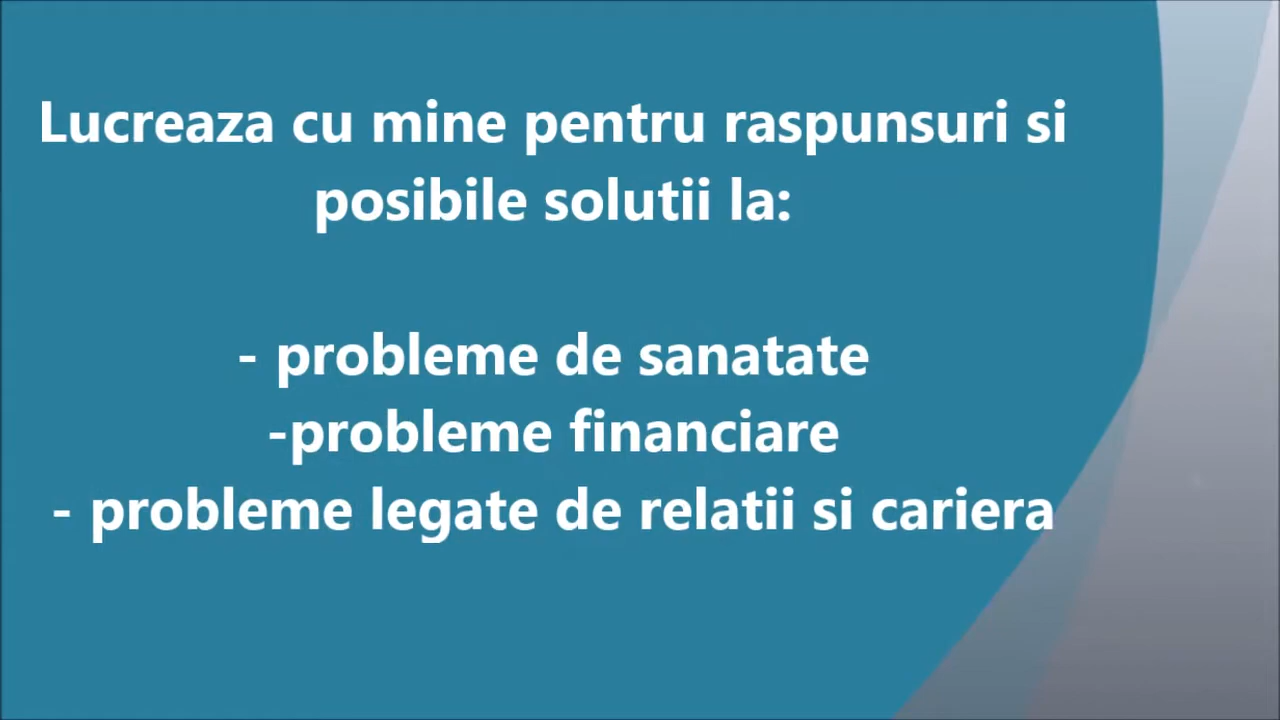 Lucreaza cu mine pentru raspunsuri si
posibile solutii la:
- probleme de sanatate
-probleme financiare
- probleme legate de relatii si cariera